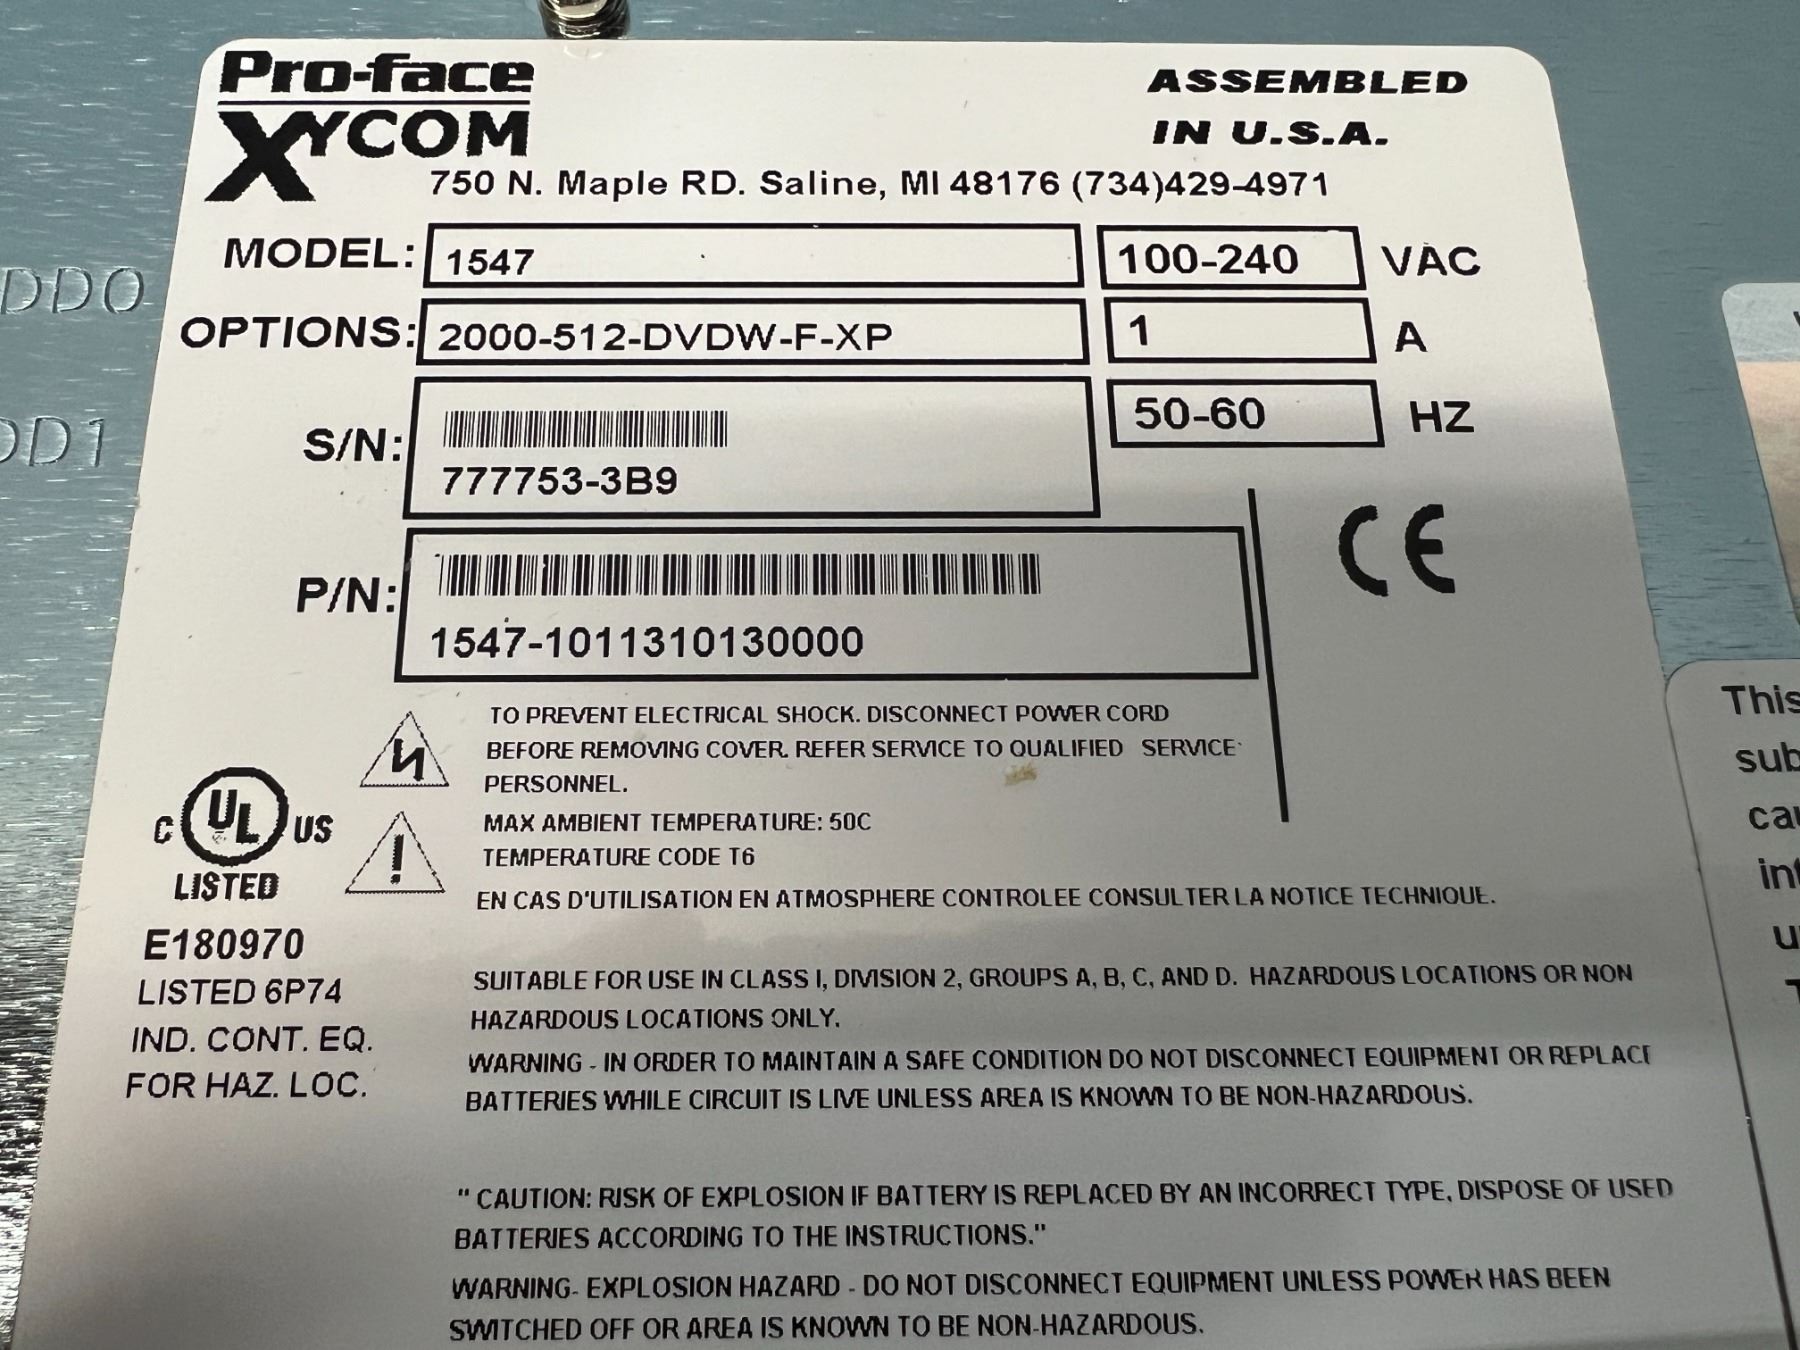 Pro-face
XYCOM
ASSEMBLED
IN U.S.A.
750 N. Maple RD. Saline, MI 48176 (734)429-4971
MODEL: 1547 100-240 VAC
OPTIONS: 2000-512-DVDW-F-XP 1 A
50-60 HZ
S/N: 777753-3B9
P/N: 1547-1011310130000
CE
TO PREVENT ELECTRICAL SHOCK. DISCONNECT POWER CORD
BEFORE REMOVING COVER. REFER SERVICE TO QUALIFIED SERVICE
PERSONNEL.
MAX AMBIENT TEMPERATURE: 50C
TEMPERATURE CODE T6
EN CAS D'UTILISATION EN ATMOSPHERE CONTROLEE CONSULTER LA NOTICE TECHNIQUE.
C UL US
LISTED
E180970
LISTED 6P74
IND. CONT. EQ.
FOR HAZ. LOC.
SUITABLE FOR USE IN CLASS I, DIVISION 2, GROUPS A, B, C, AND D. HAZARDOUS LOCATIONS OR NON
HAZARDOUS LOCATIONS ONLY.
WARNING - IN ORDER TO MAINTAIN A SAFE CONDITION DO NOT DISCONNECT EQUIPMENT OR REPLACE
BATTERIES WHILE CIRCUIT IS LIVE UNLESS AREA IS KNOWN TO BE NON-HAZARDOUS.
" CAUTION: RISK OF EXPLOSION IF BATTERY IS REPLACED BY AN INCORRECT TYPE, DISPOSE OF USED
BATTERIES ACCORDING TO THE INSTRUCTIONS."
WARNING- EXPLOSION HAZARD - DO NOT DISCONNECT EQUIPMENT UNLESS POWER HAS BEEN
SWITCHED OFF OR AREA IS KNOWN TO BE NON-HAZARDOUS.
DD0
DD1
This